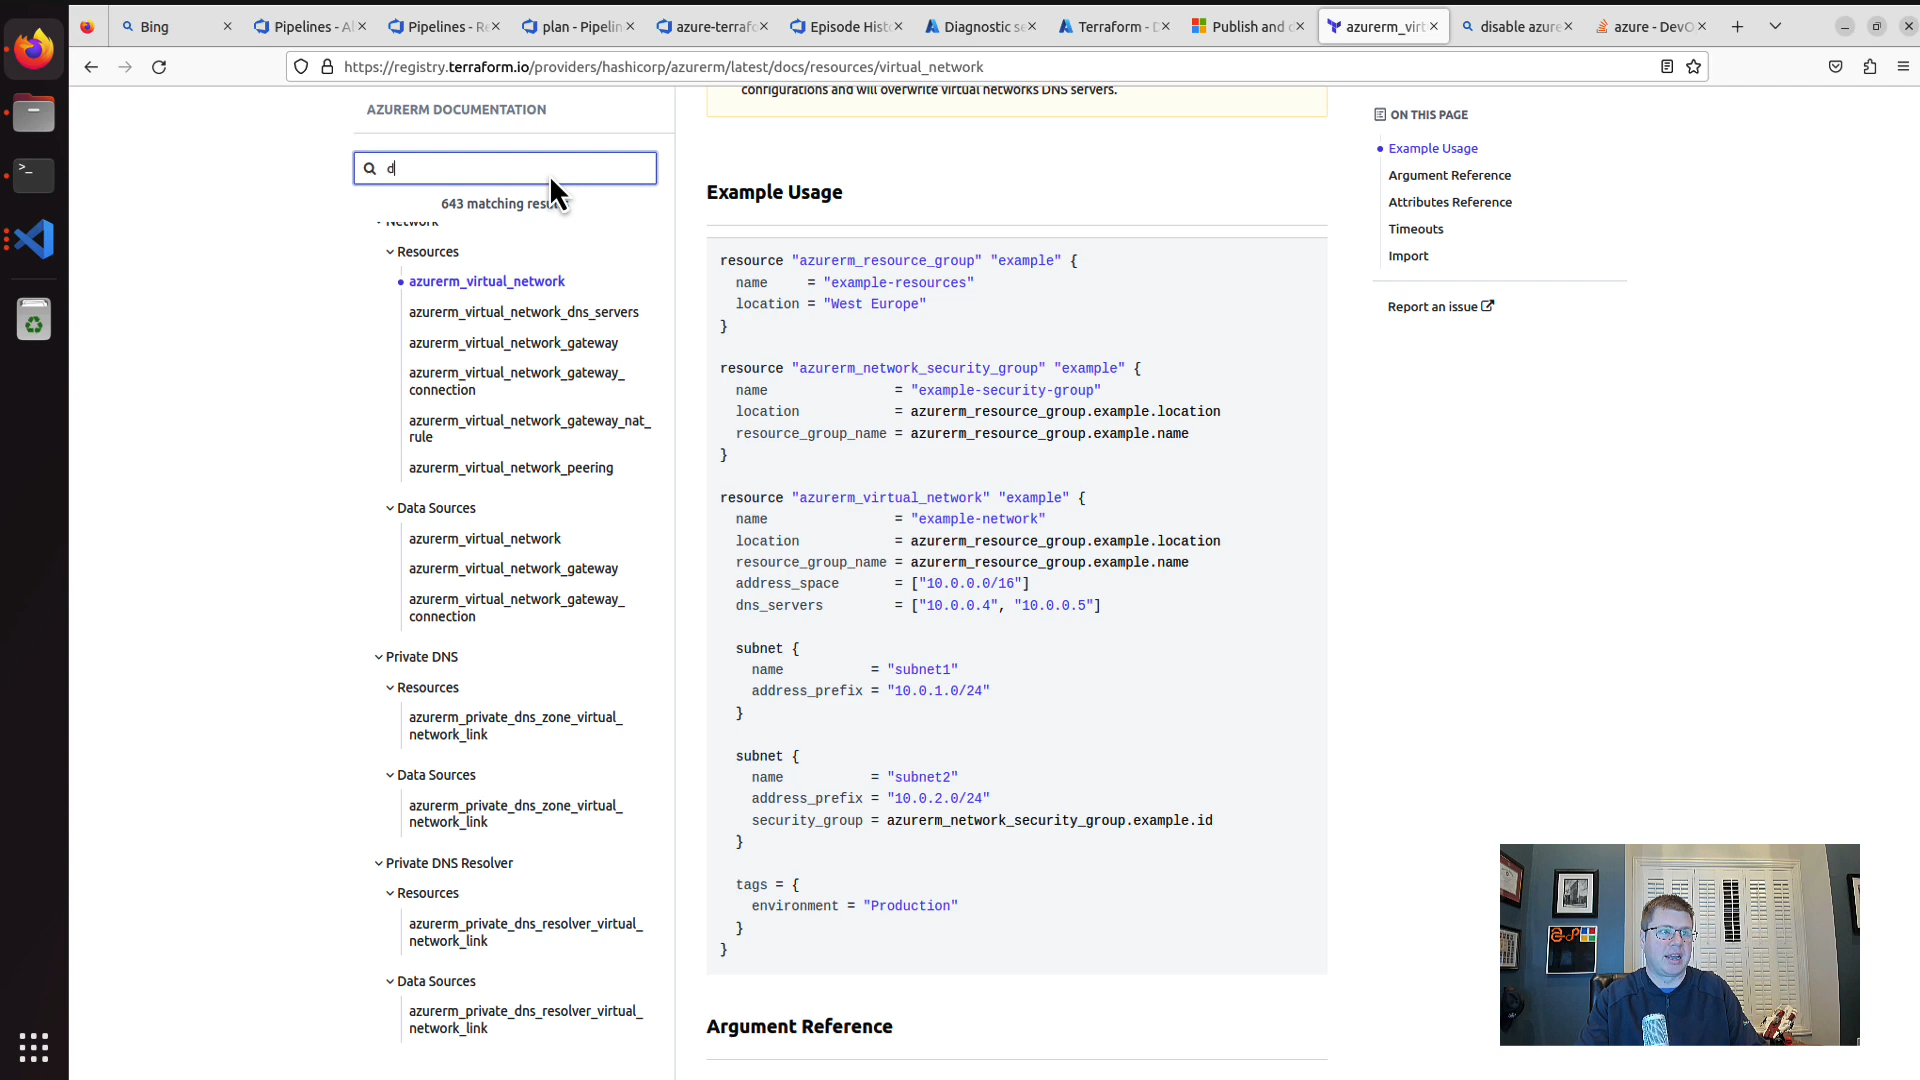 Bing
Pipelines - Al
Pipelines - Re
plan - Pipelin
azure-terrafo
Episode Histo
Diagnostic se
Terraform - D
Publish and c
azurerm_virt
disable azure
azure - DevO
https://registry.terraform.io/providers/hashicorp/azurerm/latest/docs/resources/virtual_network
AZURERM DOCUMENTATION
d
643 matching
Network
Resources
azurerm_virtual_network
azurerm_virtual_network_dns_servers
azurerm_virtual_network_gateway
azurerm_virtual_network_gateway_
connection
azurerm_virtual_network_gateway_nat_
rule
azurerm_virtual_network_peering
Data Sources
azurerm_virtual_network
azurerm_virtual_network_gateway
azurerm_virtual_network_gateway_
connection
Private DNS
Resources
azurerm_private_dns_zone_virtual_
network_link
Data Sources
azurerm_private_dns_zone_virtual_
network_link
Private DNS Resolver
Resources
azurerm_private_dns_resolver_virtual_
network_link
Data Sources
azurerm_private_dns_resolver_virtual_
network_link
configurations and will overwrite virtual networks DNS servers.
Example Usage
resource "azurerm_resource_group" "example" {
name = "example-resources"
location = "West Europe"
}
resource "azurerm_network_security_group" "example" {
name = "example-security-group"
location = azurerm_resource_group.example.location
resource_group_name = azurerm_resource_group.example.name
}
resource "azurerm_virtual_network" "example" {
name = "example-network"
location = azurerm_resource_group.example.location
resource_group_name = azurerm_resource_group.example.name
address_space = ["10.0.0.0/16"]
dns_servers = ["10.0.0.4", "10.0.0.5"]
subnet {
name = "subnet1"
address_prefix = "10.0.1.0/24"
}
subnet {
name = "subnet2"
address_prefix = "10.0.2.0/24"
security_group = azurerm_network_security_group.example.id
}
tags = {
environment = "Production"
}
}
Argument Reference
ON THIS PAGE
Example Usage
Argument Reference
Attributes Reference
Timeouts
Import
Report an issue